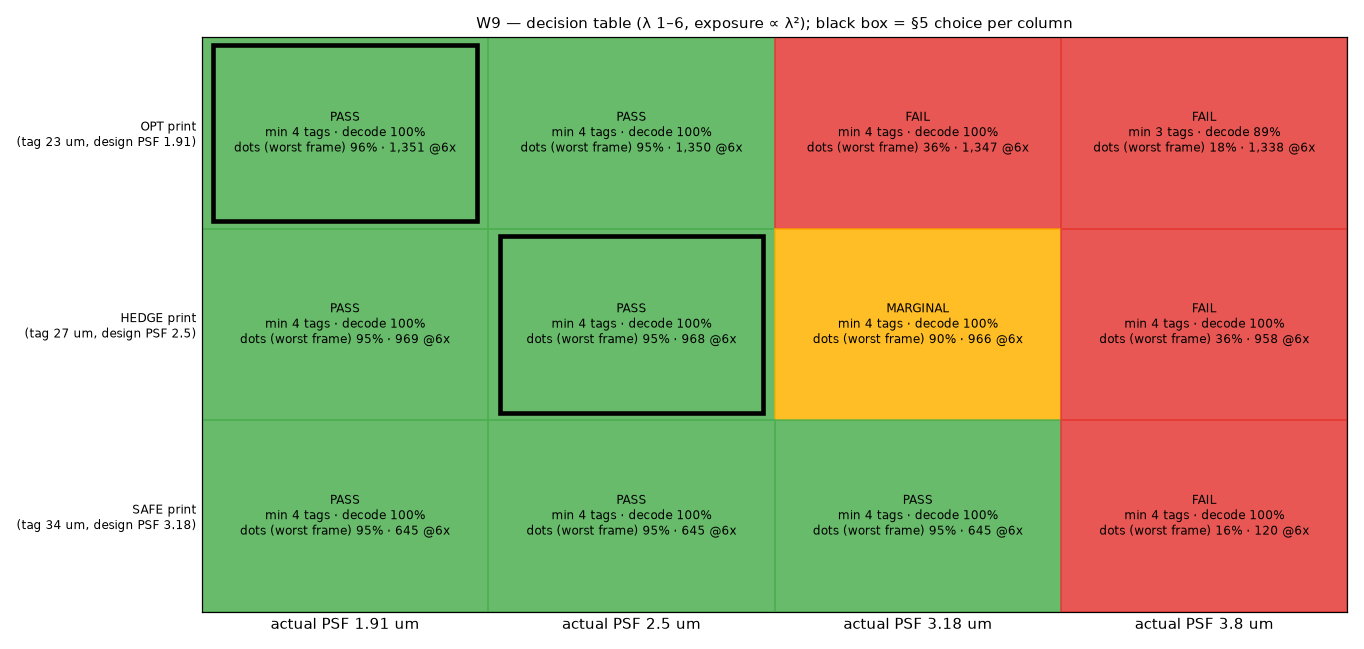 W9 — decision table (λ 1–6, exposure ∝ λ²); black box = §5 choice per column
OPT print
(tag 23 um, design PSF 1.91)
PASS
min 4 tags · decode 100%
dots (worst frame) 96% · 1,351 @6x
PASS
min 4 tags · decode 100%
dots (worst frame) 95% · 1,350 @6x
FAIL
min 4 tags · decode 100%
dots (worst frame) 36% · 1,347 @6x
FAIL
min 3 tags · decode 89%
dots (worst frame) 18% · 1,338 @6x
HEDGE print
(tag 27 um, design PSF 2.5)
PASS
min 4 tags · decode 100%
dots (worst frame) 95% · 969 @6x
PASS
min 4 tags · decode 100%
dots (worst frame) 95% · 968 @6x
MARGINAL
min 4 tags · decode 100%
dots (worst frame) 90% · 966 @6x
FAIL
min 4 tags · decode 100%
dots (worst frame) 36% · 958 @6x
SAFE print
(tag 34 um, design PSF 3.18)
PASS
min 4 tags · decode 100%
dots (worst frame) 95% · 645 @6x
PASS
min 4 tags · decode 100%
dots (worst frame) 95% · 645 @6x
PASS
min 4 tags · decode 100%
dots (worst frame) 95% · 645 @6x
FAIL
min 4 tags · decode 100%
dots (worst frame) 16% · 120 @6x
actual PSF 1.91 um
actual PSF 2.5 um
actual PSF 3.18 um
actual PSF 3.8 um